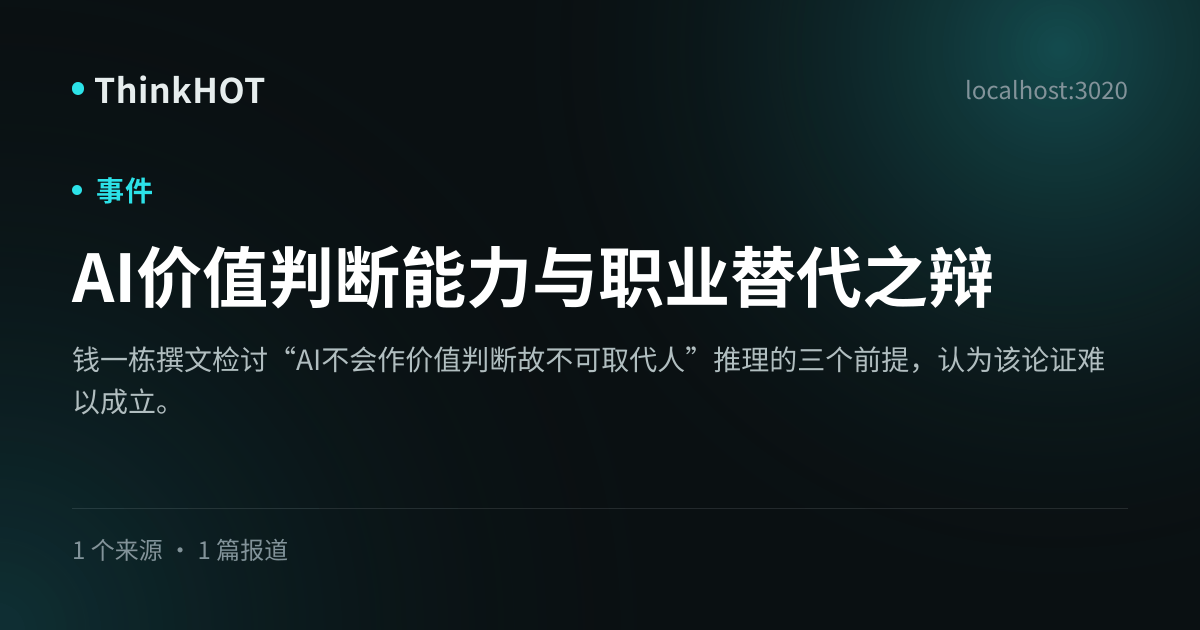 ThinkHOT
localhost:3020
事件
AI价值判断能力与职业替代之辩
钱一栋撰文检讨“AI不会作价值判断故不可取代人”推理的三个前提，认为该论证难
以成立。
1 个来源 · 1 篇报道